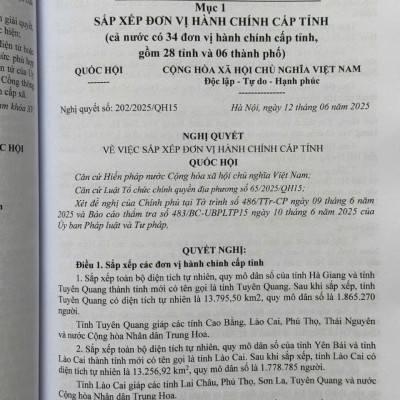 Mục 1
SẮP XẾP ĐƠN VỊ HÀNH CHÍNH CẤP TỈNH
(cả nước có 34 đơn vị hành chính cấp tỉnh,
gồm 28 tỉnh và 06 thành phố)
QUỐC HỘI CỘNG HÒA XÃ HỘI CHỦ NGHĨA VIỆT NAM
Độc lập - Tự do - Hạnh phúc
Nghị quyết số: 202/2025/QH15 Hà Nội, ngày 12 tháng 06 năm 2025
NGHỊ QUYẾT
VỀ VIỆC SẮP XẾP ĐƠN VỊ HÀNH CHÍNH CẤP TỈNH
QUỐC HỘI
Căn cứ Hiến pháp nước Cộng hòa xã hội chủ nghĩa Việt Nam;
Căn cứ Luật Tổ chức chính quyền địa phương số 65/2025/QH15;
Xét đề nghị của Chính phủ tại Tờ trình số 486/TTr-CP ngày 09 tháng 6 năm
2025 và Báo cáo thẩm tra số 483/BC-UBPLTP15 ngày 10 tháng 6 năm 2025 của
Ủy ban Pháp luật và Tư pháp,
QUYẾT NGHỊ:
Điều 1. Sắp xếp các đơn vị hành chính cấp tỉnh
1. Sắp xếp toàn bộ diện tích tự nhiên, quy mô dân số của tỉnh Hà Giang và tỉnh
Tuyên Quang thành tỉnh mới có tên gọi là tỉnh Tuyên Quang. Sau khi sắp xếp, tỉnh
Tuyên Quang có diện tích tự nhiên là 13.795,50 km2, quy mô dân số là 1.865.270
người.
Tỉnh Tuyên Quang giáp các tỉnh Cao Bằng, Lào Cai, Phú Thọ, Thái Nguyên
và nước Cộng hòa Nhân dân Trung Hoa.
2. Sắp xếp toàn bộ diện tích tự nhiên, quy mô dân số của tỉnh Yên Bái và tỉnh
Lào Cai thành tỉnh mới có tên gọi là tỉnh Lào Cai. Sau khi sắp xếp, tỉnh Lào Cai có
diện tích tự nhiên là 13.256,92 km2, quy mô dân số là 1.778.785 người.
Tỉnh Lào Cai giáp các tỉnh Lai Châu, Phú Thọ, Sơn La, Tuyên Quang và nước
Cộng hòa Nhân dân Trung Hoa.